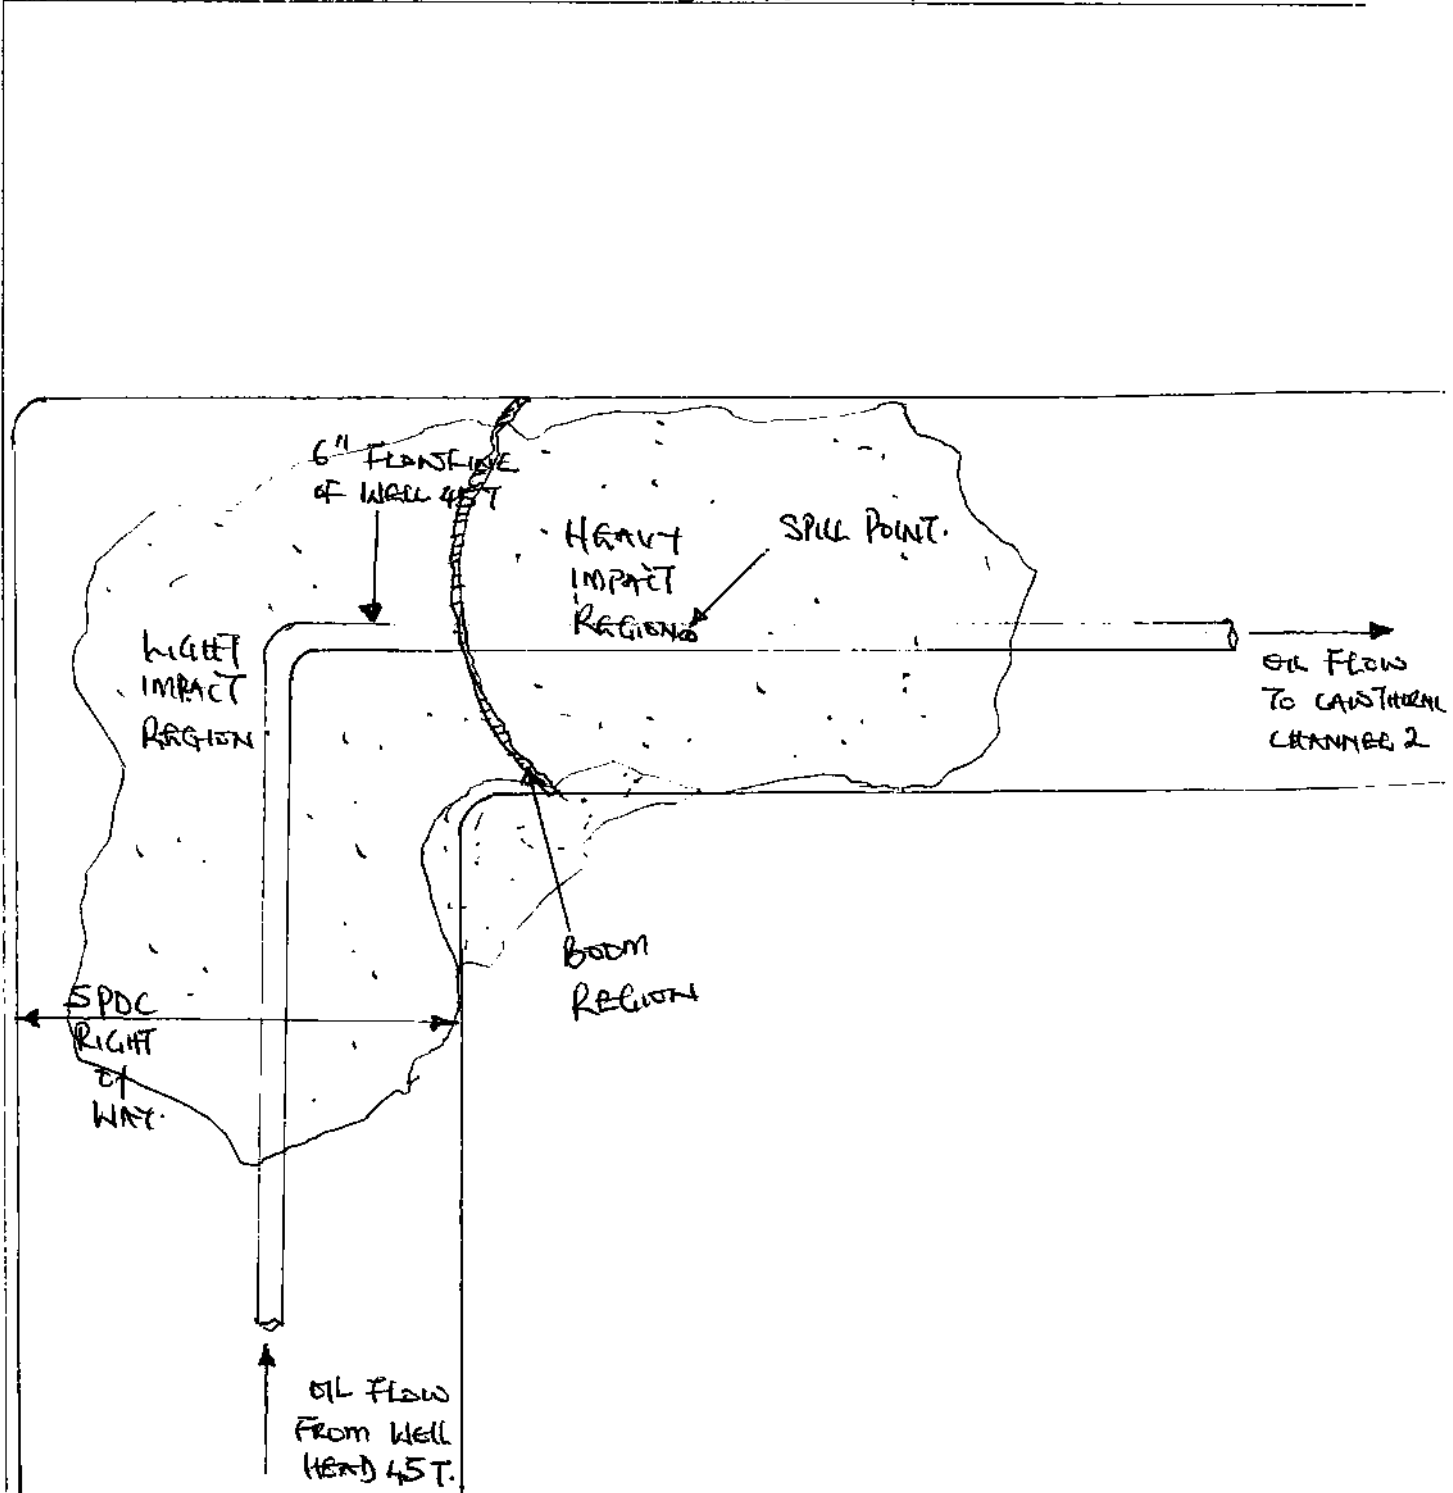 6" FLOWLINE
OF WELL 45T
HEAVY
IMPACT
REGION
SPILL POINT.
LIGHT
IMPACT
REGION
OIL FLOW
TO CAWTHORAL
CHANNEL 2
BOOM
REGION
SPDC
RIGHT
OF
WAY.
OIL FLOW
FROM WELL
HEAD 45T.